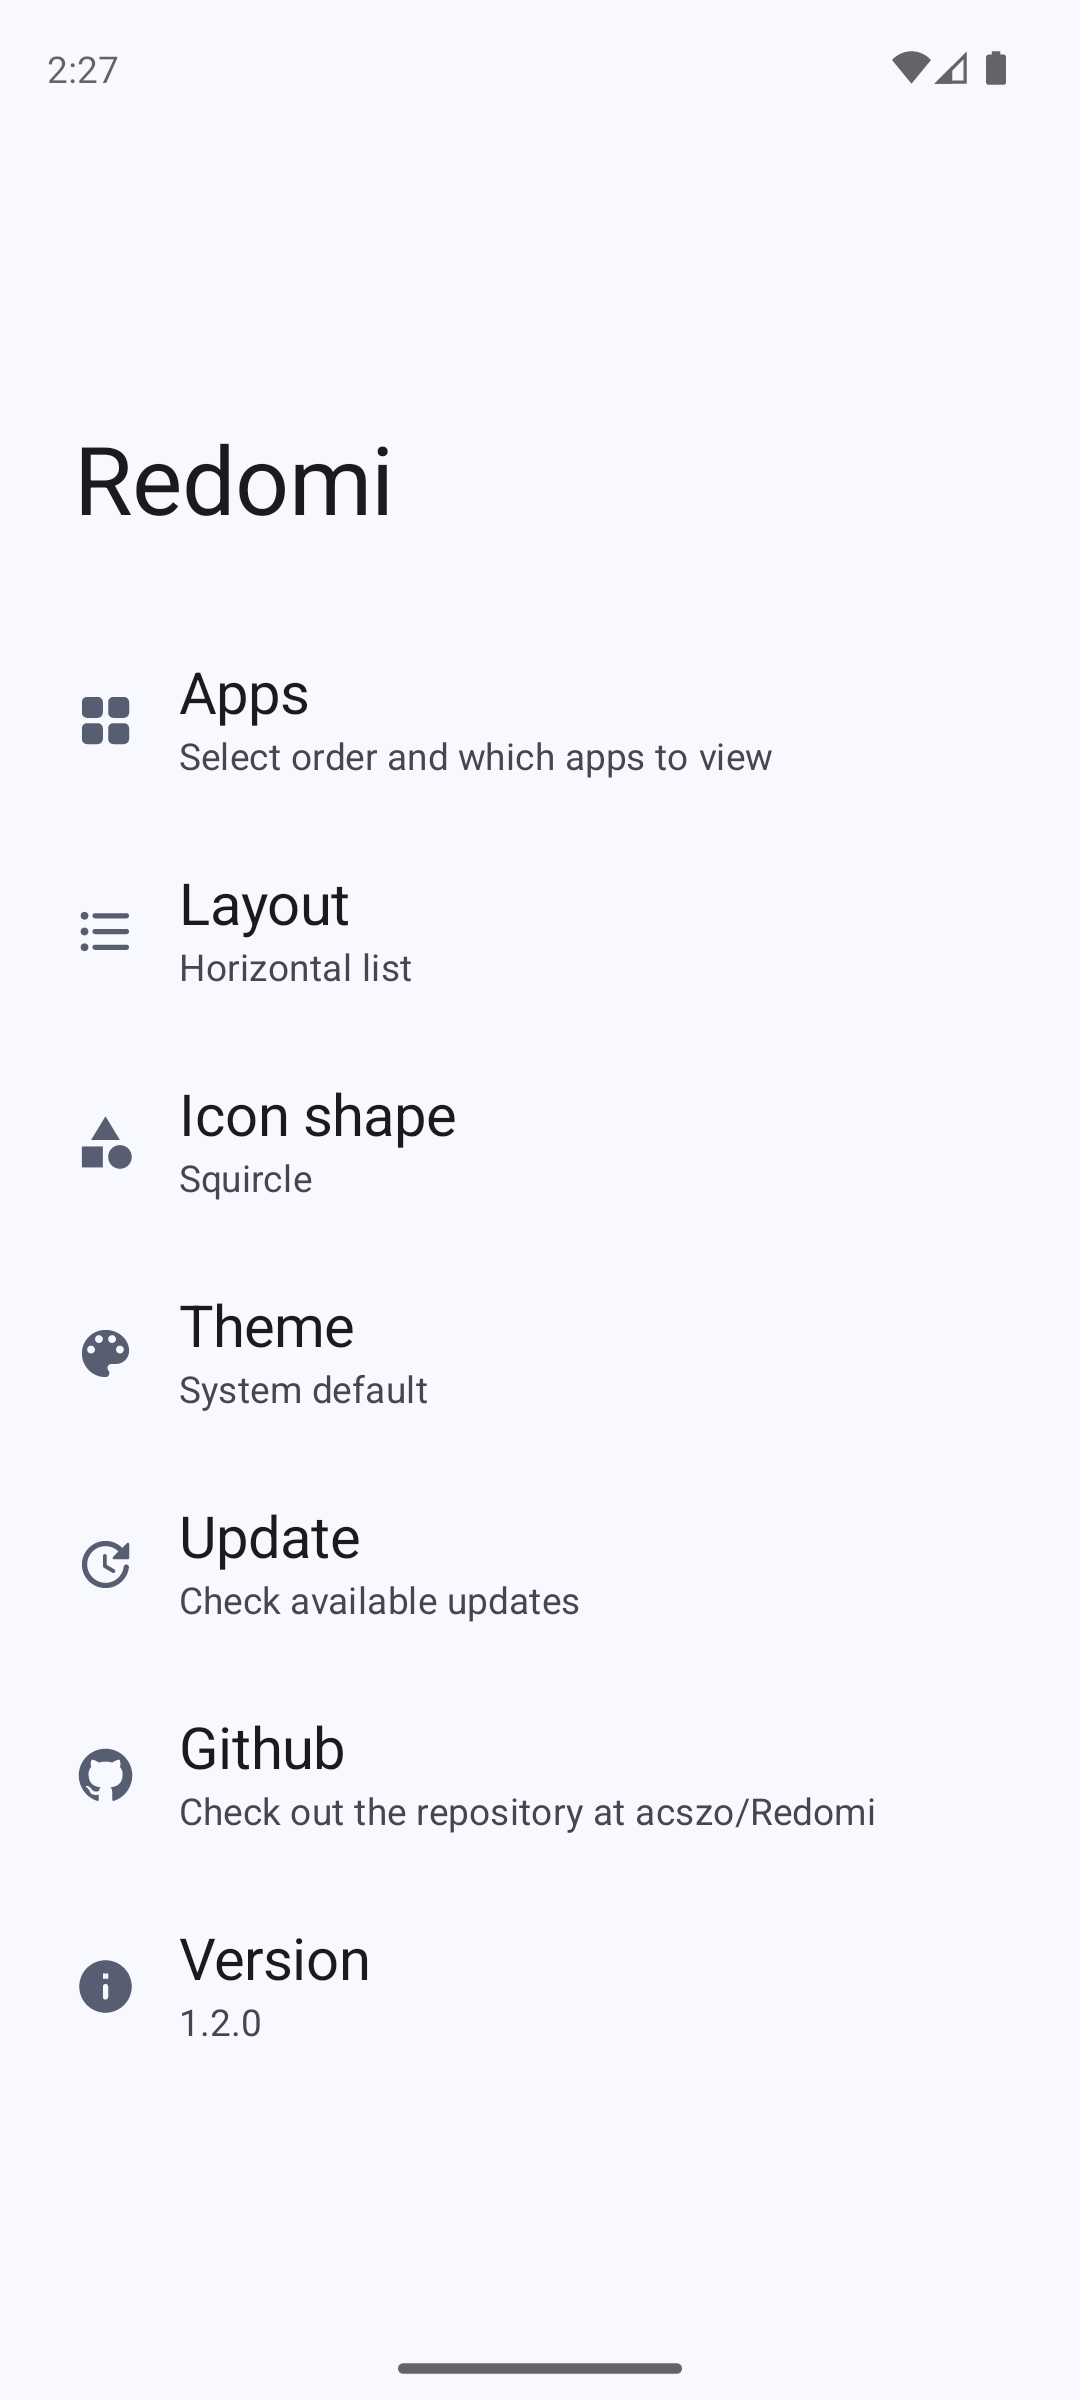 2:27
Redomi
Apps
Select order and which apps to view
Layout
Horizontal list
Icon shape
Squircle
Theme
System default
Update
Check available updates
Github
Check out the repository at acszo/Redomi
Version
1.2.0